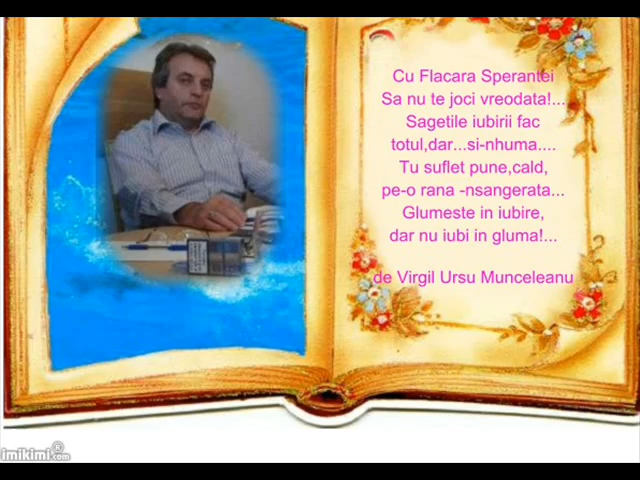 Cu Flacara Sperantei
Sa nu te joci vreodata!...
Sagetile iubirii fac
totul,dar...si-nhuma....
Tu suflet pune,cald,
pe-o rana -nsangerata...
Glumeste in iubire,
dar nu iubi in gluma!...
de Virgil Ursu Munceleanu
imikimi®.com